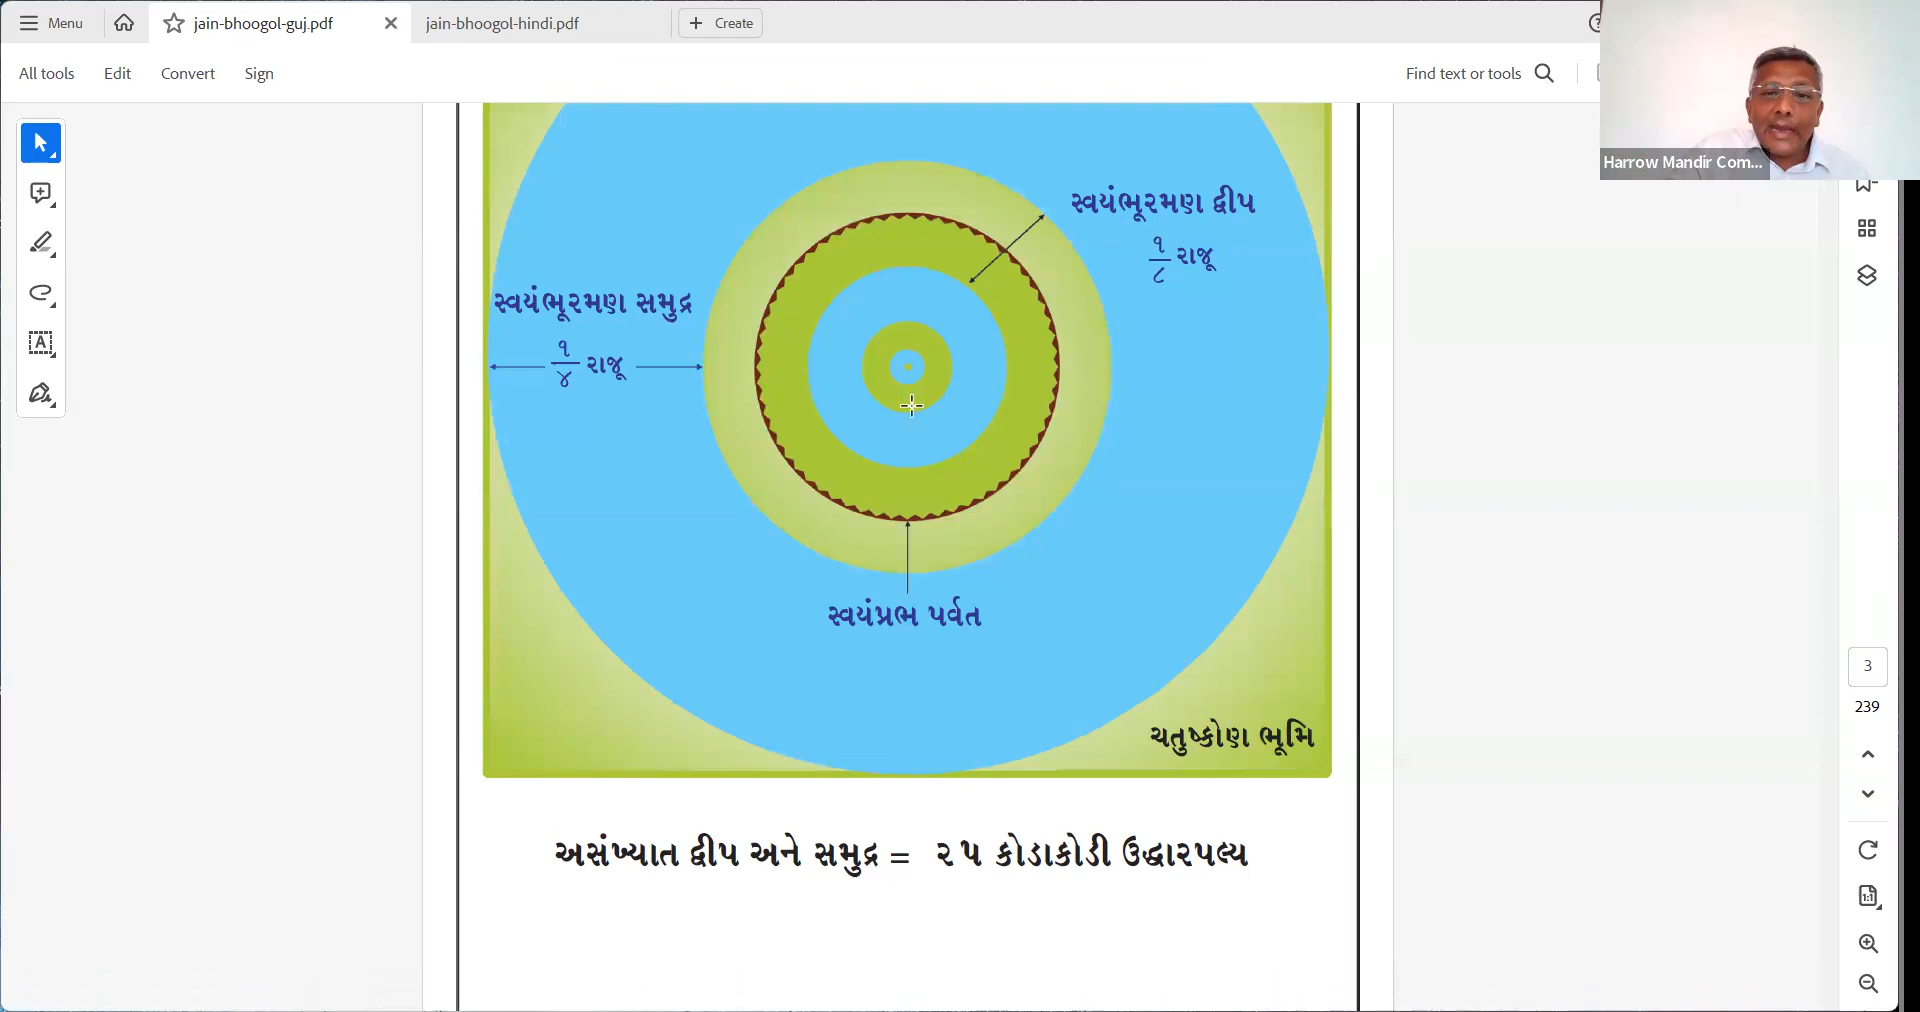 Menu
jain-bhoogol-guj.pdf
jain-bhoogol-hindi.pdf
Create
All tools
Edit
Convert
Sign
Find text or tools
Harrow Mandir Com...
સ્વયંભૂરમણ દ્વીપ
૧
૮ રાજૂ
સ્વયંભૂરમણ સમુદ્ર
૧
૪ રાજૂ
સ્વયંપ્રભ પર્વત
ચતુષ્કોણ ભૂમિ
અસંખ્યાત દ્વીપ અને સમુદ્ર = ૨૫ કોડાકોડી ઉદ્ધારપલ્ય
3
239
1:1